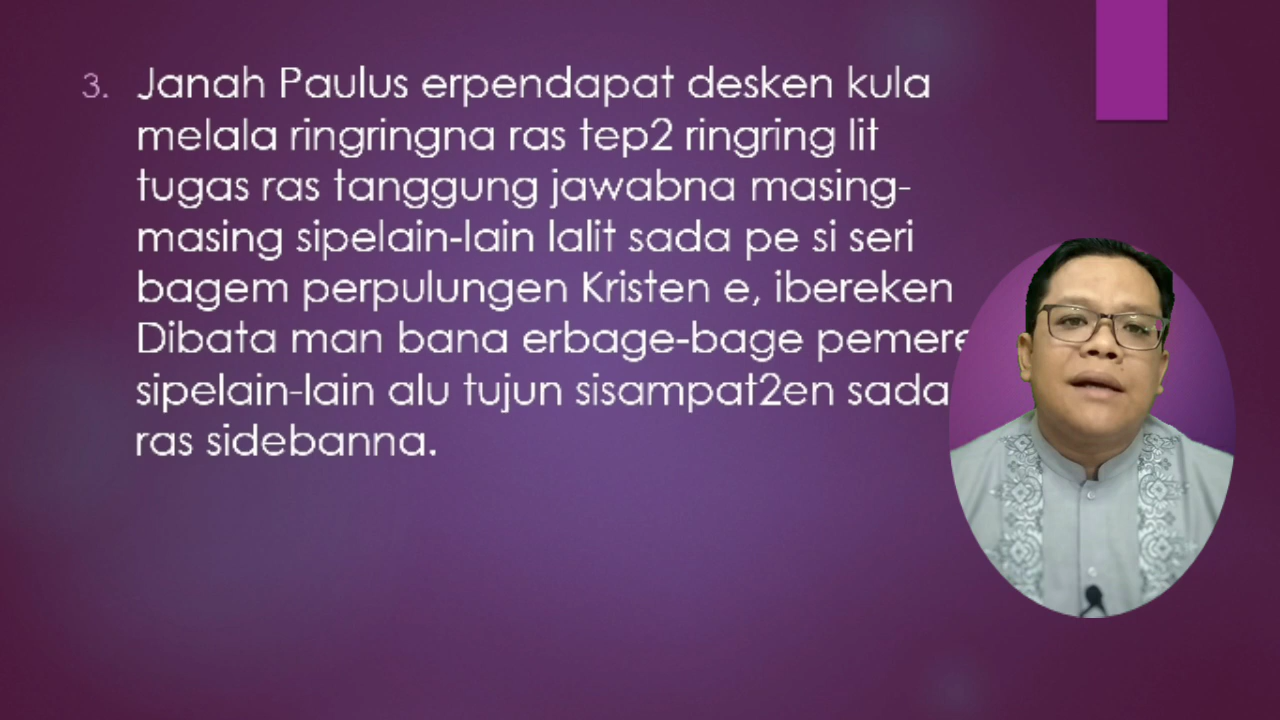 3. Janah Paulus erpendapat desken kula
melala ringringna ras tep2 ringring lit
tugas ras tanggung jawabna masing-
masing sipelain-lain lalit sada pe si seri
bagem perpulungen Kristen e, ibereken
Dibata man bana erbage-bage pemere
sipelain-lain alu tujun sisampat2en sada
ras sidebanna.